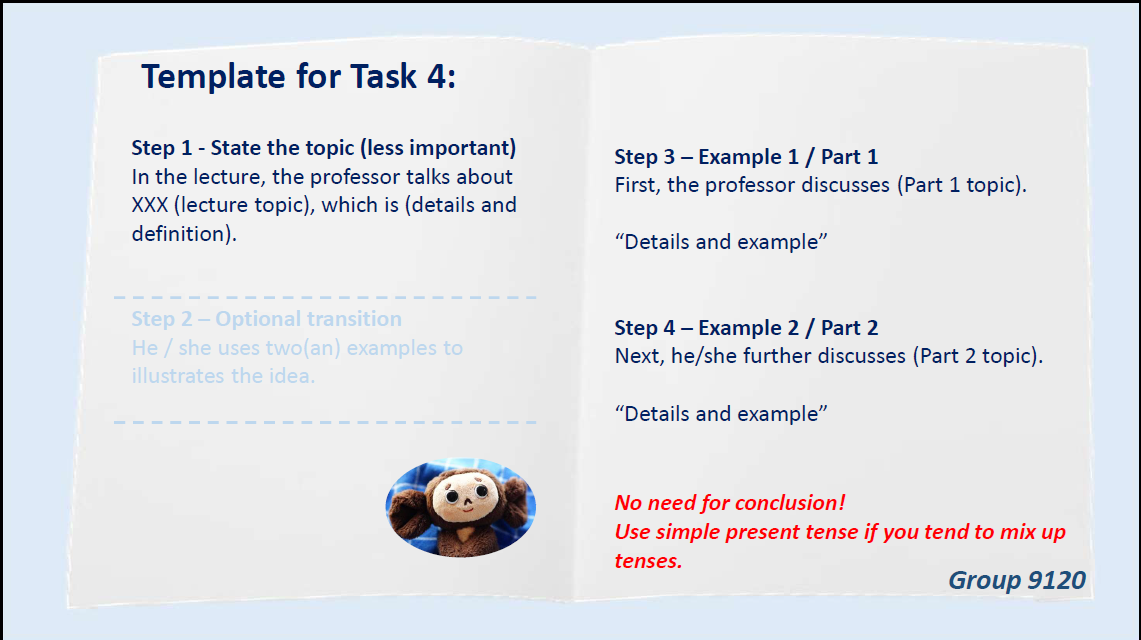 Template for Task 4:
Step 1 - State the topic (less important)
In the lecture, the professor talks about
XXX (lecture topic), which is (details and
definition).
Step 2 – Optional transition
He / she uses two(an) examples to
illustrates the idea.
Step 3 – Example 1 / Part 1
First, the professor discusses (Part 1 topic).
“Details and example”
Step 4 – Example 2 / Part 2
Next, he/she further discusses (Part 2 topic).
“Details and example”
No need for conclusion!
Use simple present tense if you tend to mix up
tenses.
Group 9120